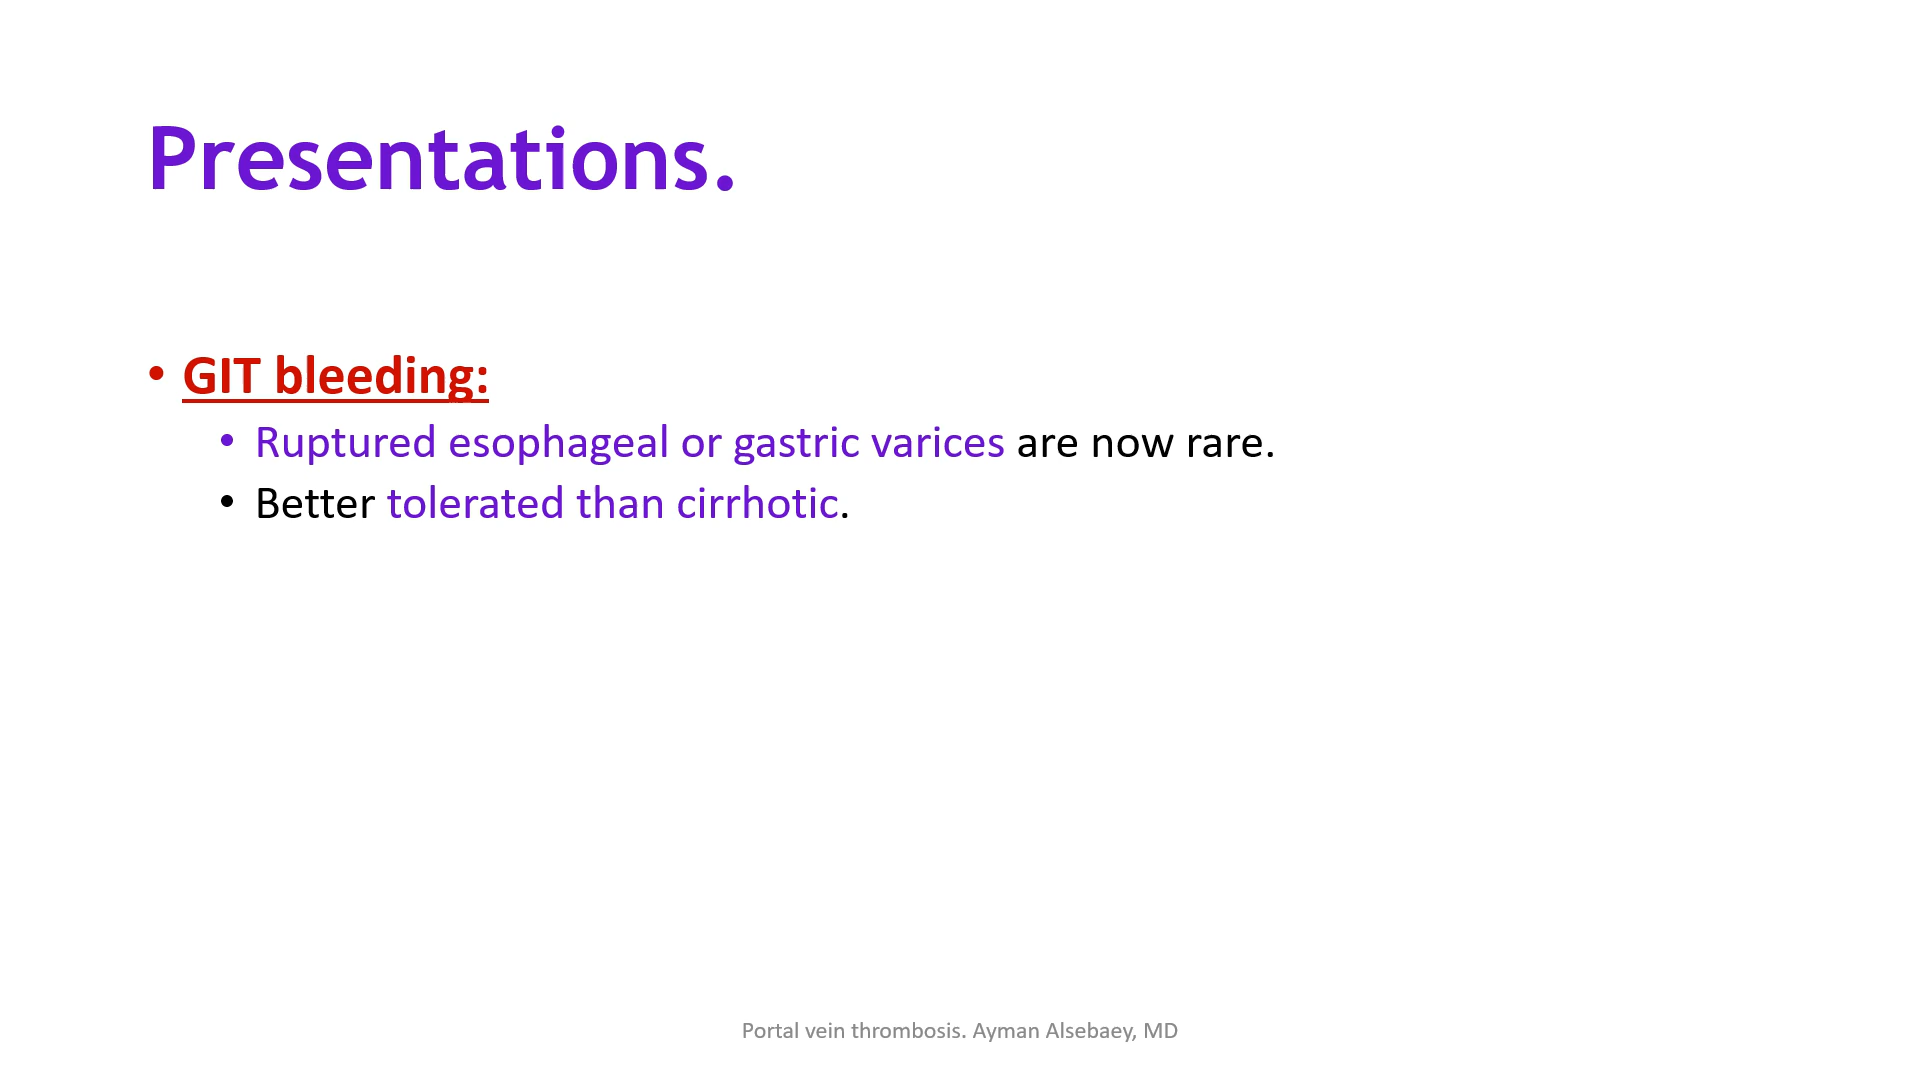 Presentations.
• GIT bleeding:
• Ruptured esophageal or gastric varices are now rare.
• Better tolerated than cirrhotic.
Portal vein thrombosis. Ayman Alsebaey, MD